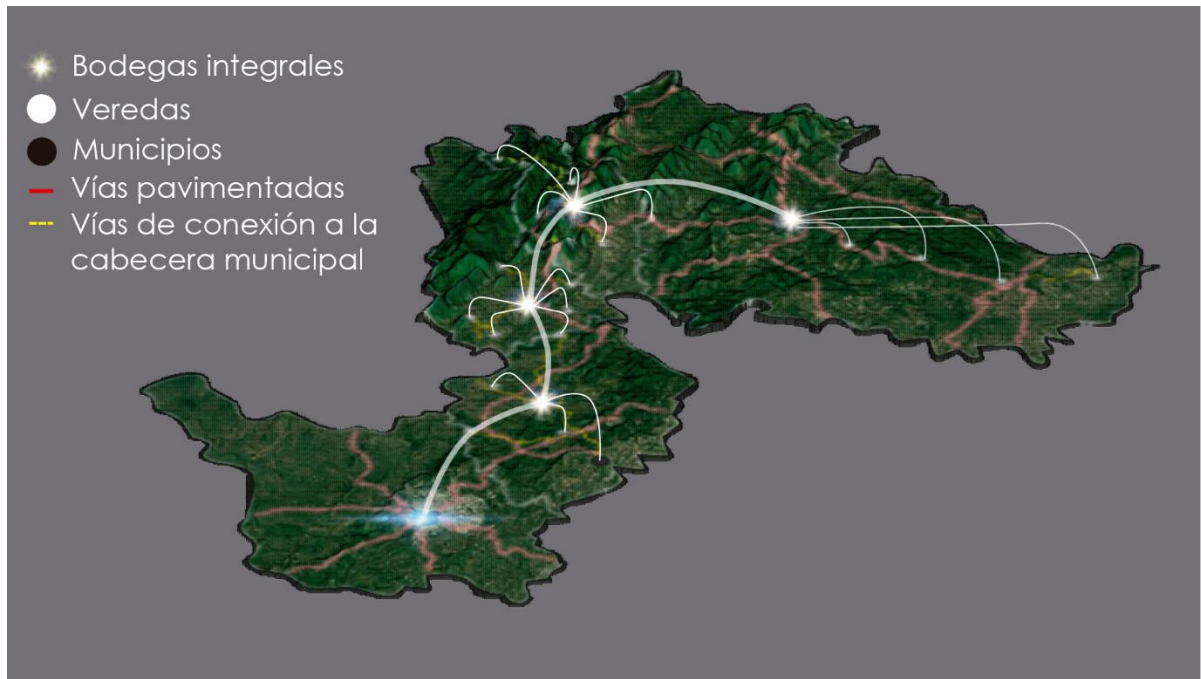 Bodegas integrales
Veredas
Municipios
Vías pavimentadas
Vías de conexión a la
cabecera municipal